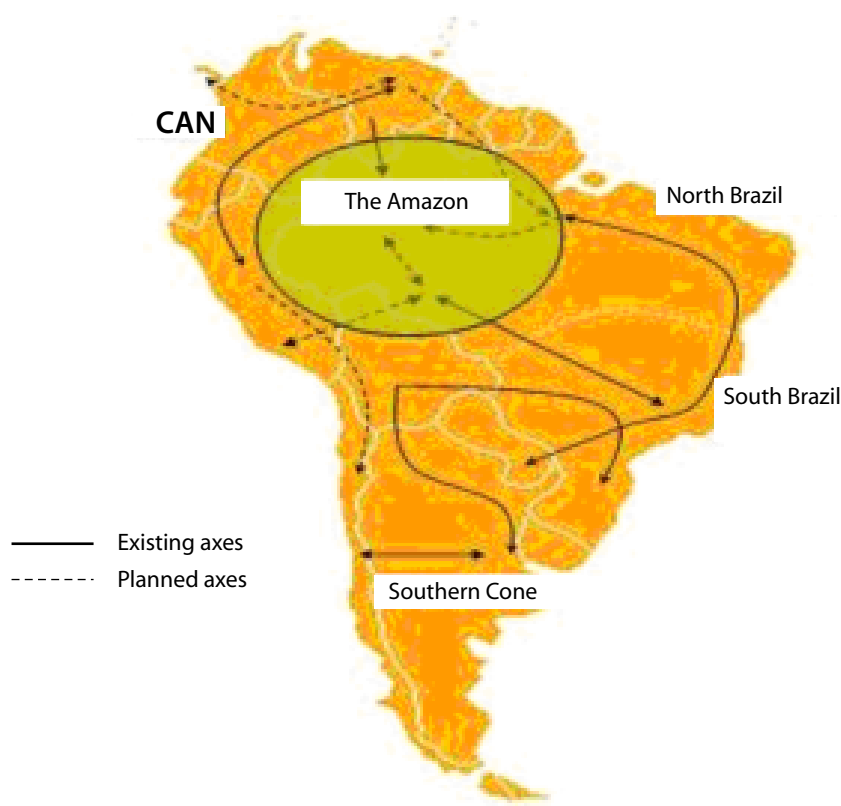 CAN
The Amazon
North Brazil
South Brazil
Existing axes
Planned axes
Southern Cone